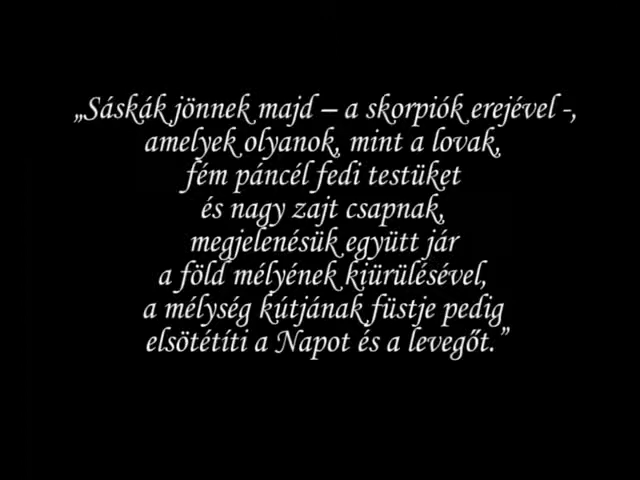 „Sáskák jönnek majd – a skorpiók erejével -,
amelyek olyanok, mint a lovak,
fém páncél fedi testüket
és nagy zajt csapnak,
megjelenésük együtt jár
a föld mélyének kiürülésével,
a mélység kútjának füstje pedig
elsötétíti a Napot és a levegőt.”